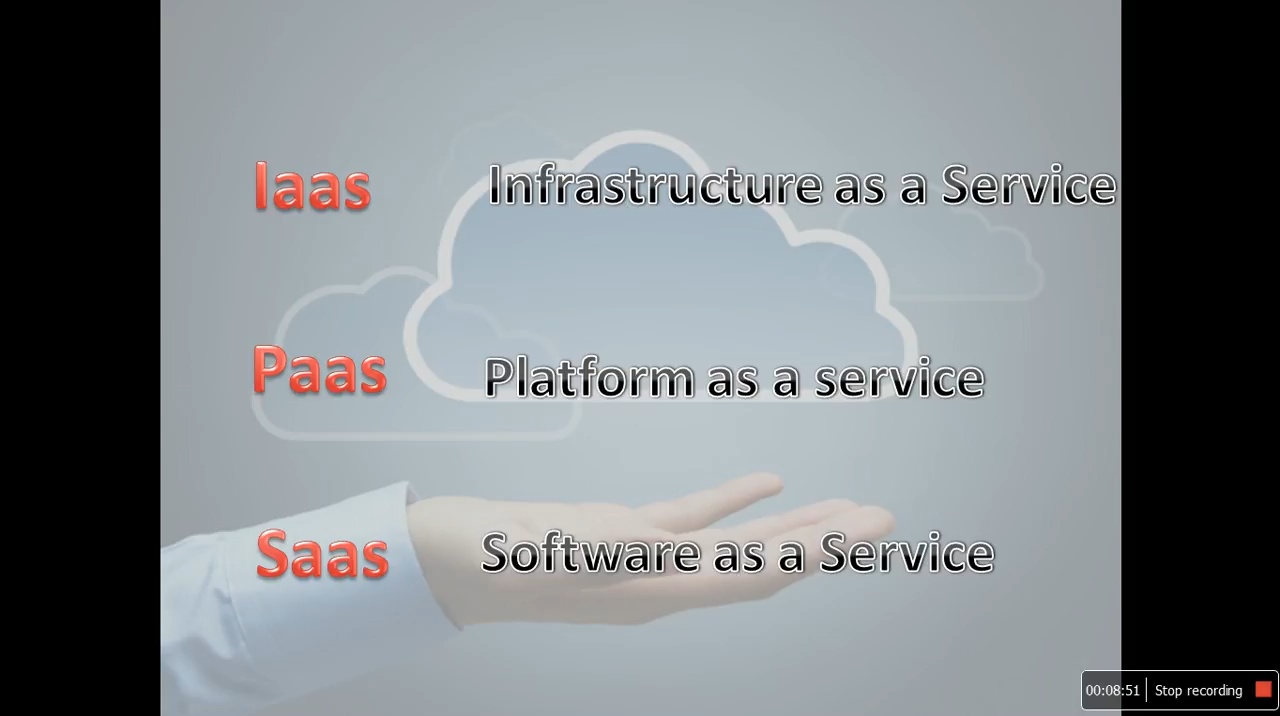 Iaas Infrastructure as a Service
Paas Platform as a service
Saas Software as a Service
00:08:51 Stop recording